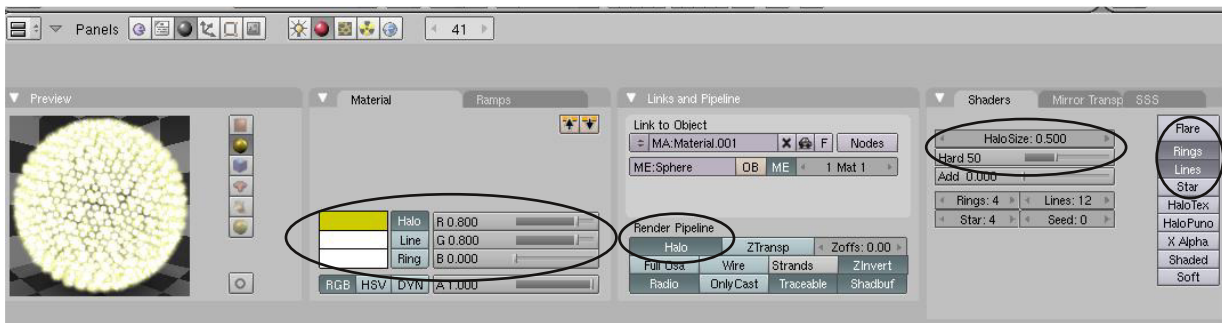 Panels 41
Preview
Material Ramps
Links and Pipeline
Shaders Mirror Transp SSS
Link to Object
MA:Material.001 X F Nodes
ME:Sphere OB ME 1 Mat 1
Halo R 0.800
Line G 0.800
Ring B 0.000
RGB HSV DYN A 1.000
Render Pipeline
Halo ZTransp Zoffs: 0.00
Full Osa Wire Strands ZInvert
Radio OnlyCast Traceable Shadbuf
HaloSize: 0.500
Hard 50
Add 0.000
Rings: 4 Lines: 12
Star: 4 Seed: 0
Flare
Rings
Lines
Star
HaloTex
HaloPuno
X Alpha
Shaded
Soft